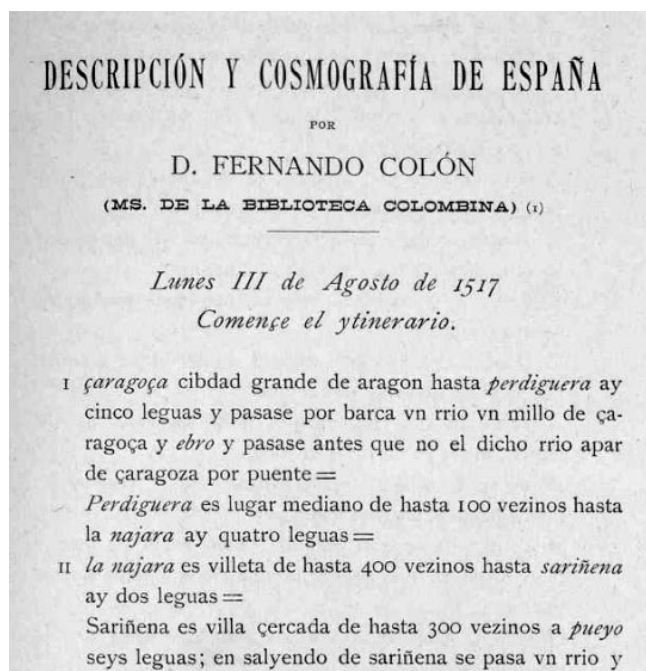 DESCRIPCIÓN Y COSMOGRAFÍA DE ESPAÑA
POR
D. FERNANDO COLÓN
(MS. DE LA BIBLIOTECA COLOMBINA) (1)
Lunes III de Agosto de 1517
Començe el ytinerario.
I çaragoça cibdad grande de aragon hasta perdiguera ay
cinco leguas y pasase por barca vn rrio vn millo de ça-
ragoça y ebro y pasase antes que no el dicho rrio apar
de çaragoza por puente=
Perdiguera es lugar mediano de hasta 100 vezinos hasta
la najara ay quatro leguas=
II la najara es villeta de hasta 400 vezinos hasta sariñena
ay dos leguas=
Sariñena es villa çercada de hasta 300 vezinos a pueyo
seys leguas; en salyendo de sariñena se pasa vn rrio y